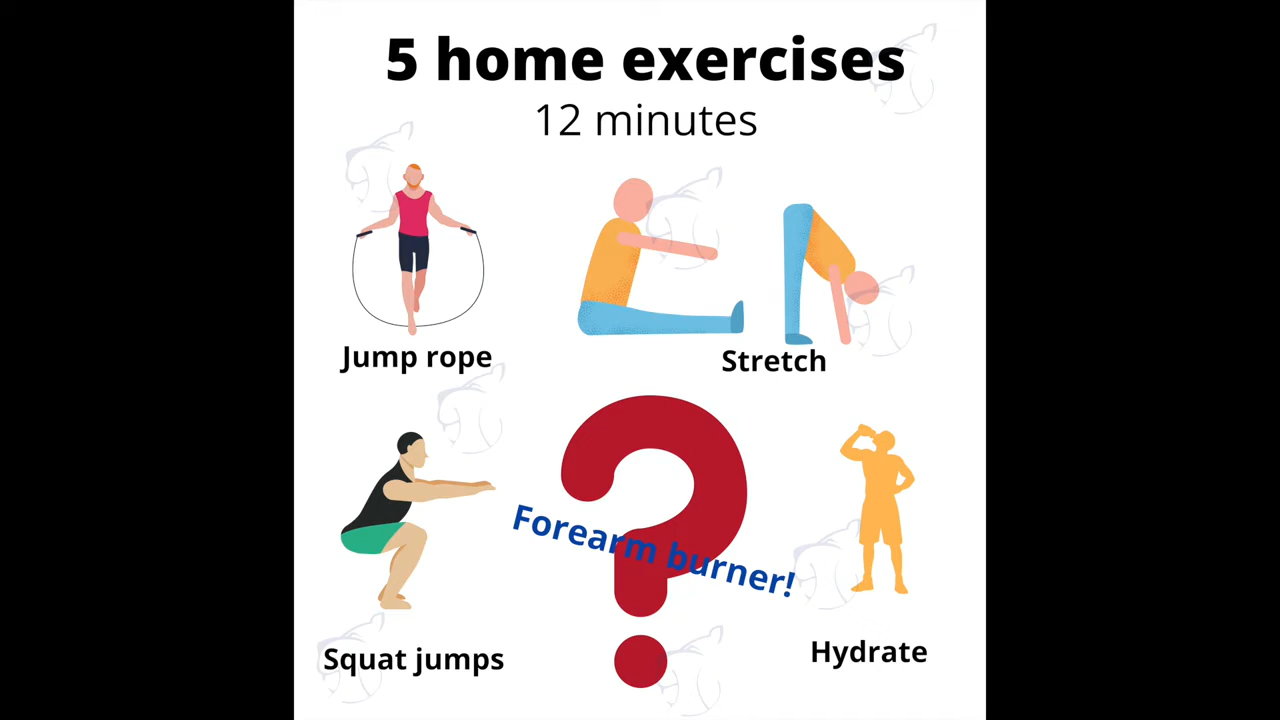 5 home exercises
12 minutes
Jump rope
Stretch
?
Forearm burner!
Squat jumps
Hydrate